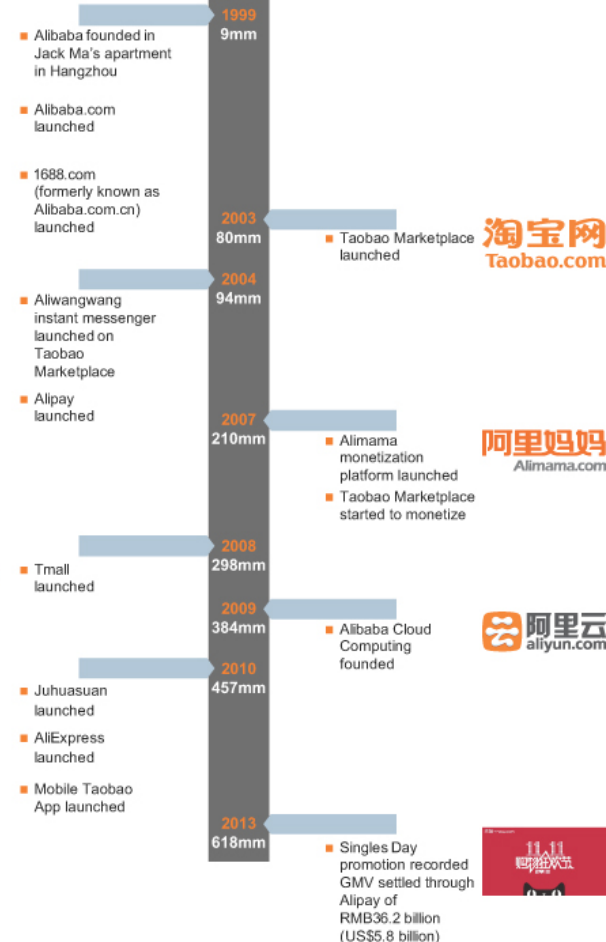 1999
9mm
Alibaba founded in
Jack Ma's apartment
in Hangzhou
Alibaba.com
launched
1688.com
(formerly known as
Alibaba.com.cn)
launched
2003
80mm
Taobao Marketplace
launched
淘宝网
Taobao.com
2004
94mm
Aliwangwang
instant messenger
launched on
Taobao
Marketplace
Alipay
launched
2007
210mm
Alimama
monetization
platform launched
Taobao Marketplace
started to monetize
阿里妈妈
Alimama.com
2008
298mm
Tmall
launched
2009
384mm
Alibaba Cloud
Computing
founded
阿里云
aliyun.com
2010
457mm
Juhuasuan
launched
AliExpress
launched
Mobile Taobao
App launched
2013
618mm
Singles Day
promotion recorded
GMV settled through
Alipay of
RMB36.2 billion
(US$5.8 billion)
11.11
购物狂欢节